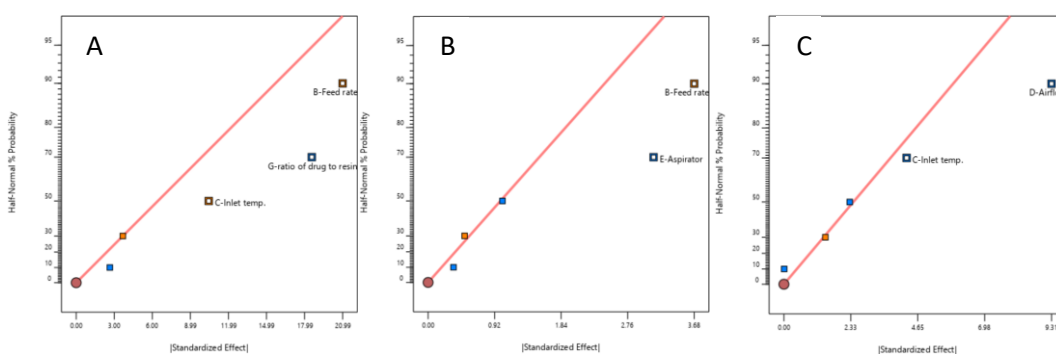 A
Half-Normal % Probability
95
90
80
70
50
30
20
10
0
B-Feed rate
G-ratio of drug to resin
C-Inlet temp.
0.00 3.00 6.00 8.99 11.99 14.99 17.99 20.99
|Standardized Effect|
B
Half-Normal % Probability
95
90
80
70
50
30
20
10
0
B-Feed rate
E-Aspirator
0.00 0.92 1.84 2.76 3.68
|Standardized Effect|
C
Half-Normal % Probability
95
90
80
70
50
30
20
10
0
D-Airfl
C-Inlet temp.
0.00 2.33 4.65 6.98 9.31
|Standardized Effect|